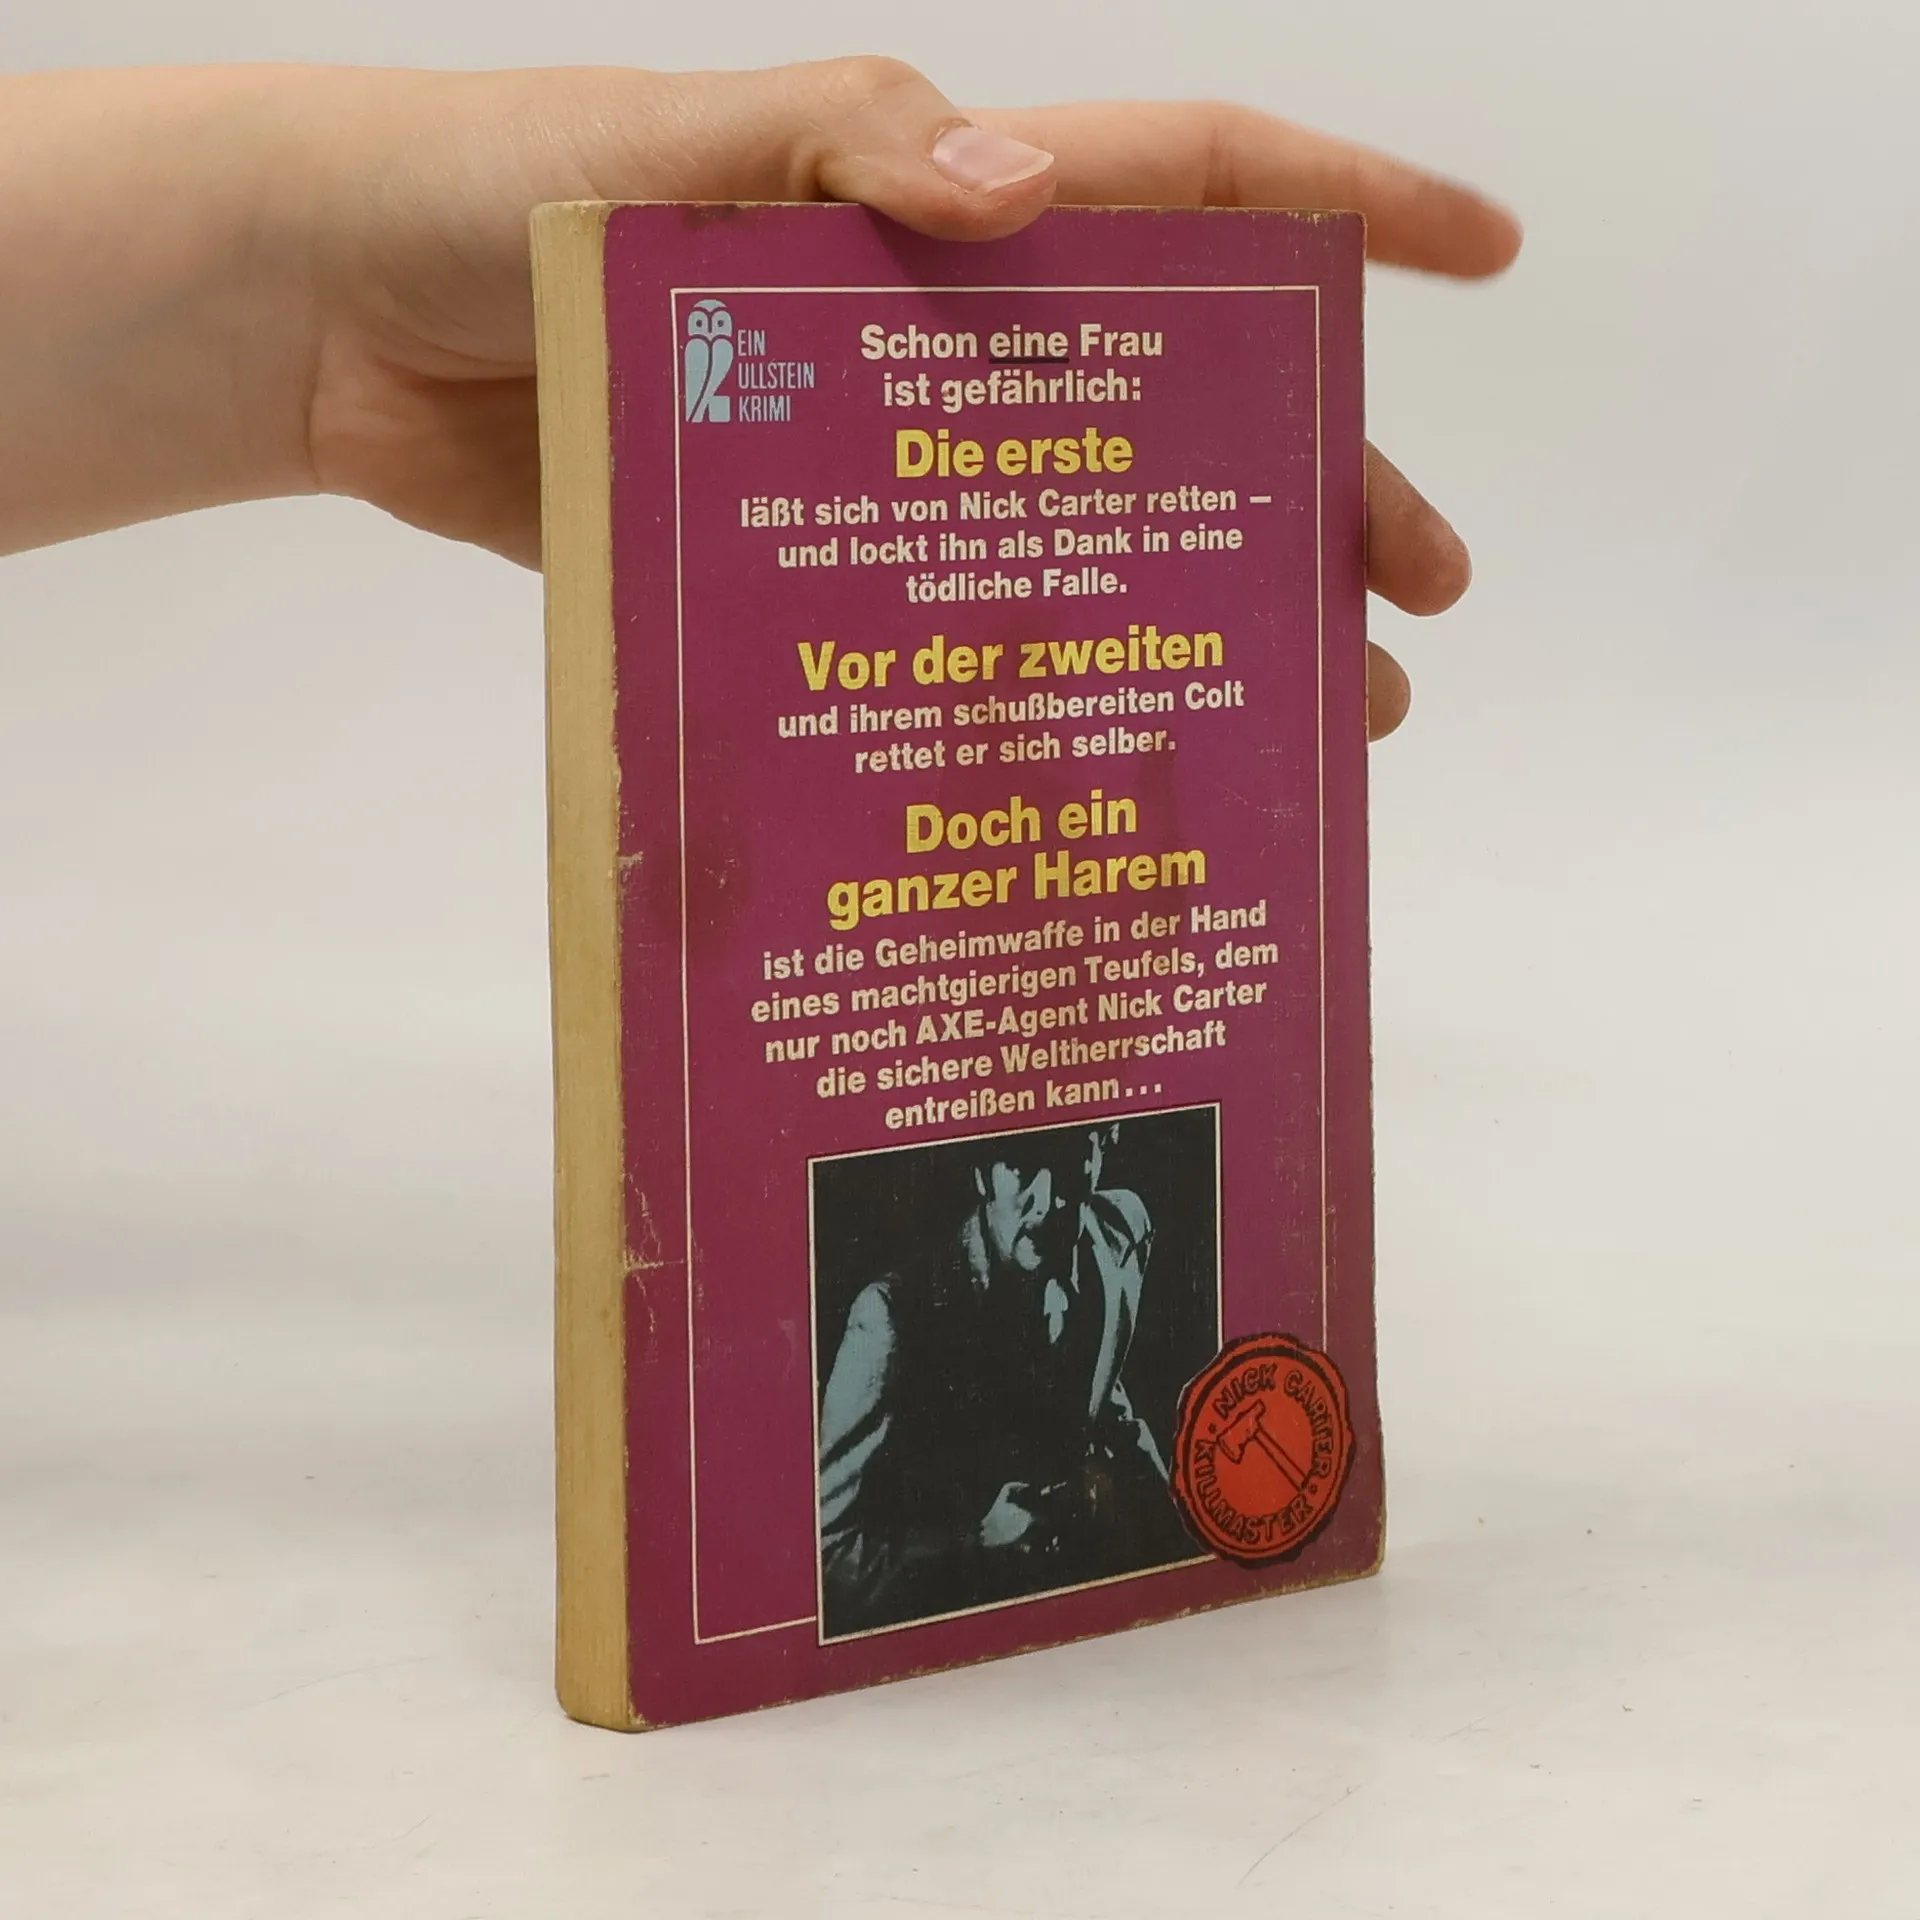 EIN
ULLSTEIN
KRIMI
Schon eine Frau
ist gefährlich:
Die erste
läßt sich von Nick Carter retten –
und lockt ihn als Dank in eine
tödliche Falle.
Vor der zweiten
und ihrem schußbereiten Colt
rettet er sich selber.
Doch ein
ganzer Harem
ist die Geheimwaffe in der Hand
eines machtgierigen Teufels, dem
nur noch AXE-Agent Nick Carter
die sichere Weltherrschaft
entreißen kann...
NICK CARTER
KILLMASTER